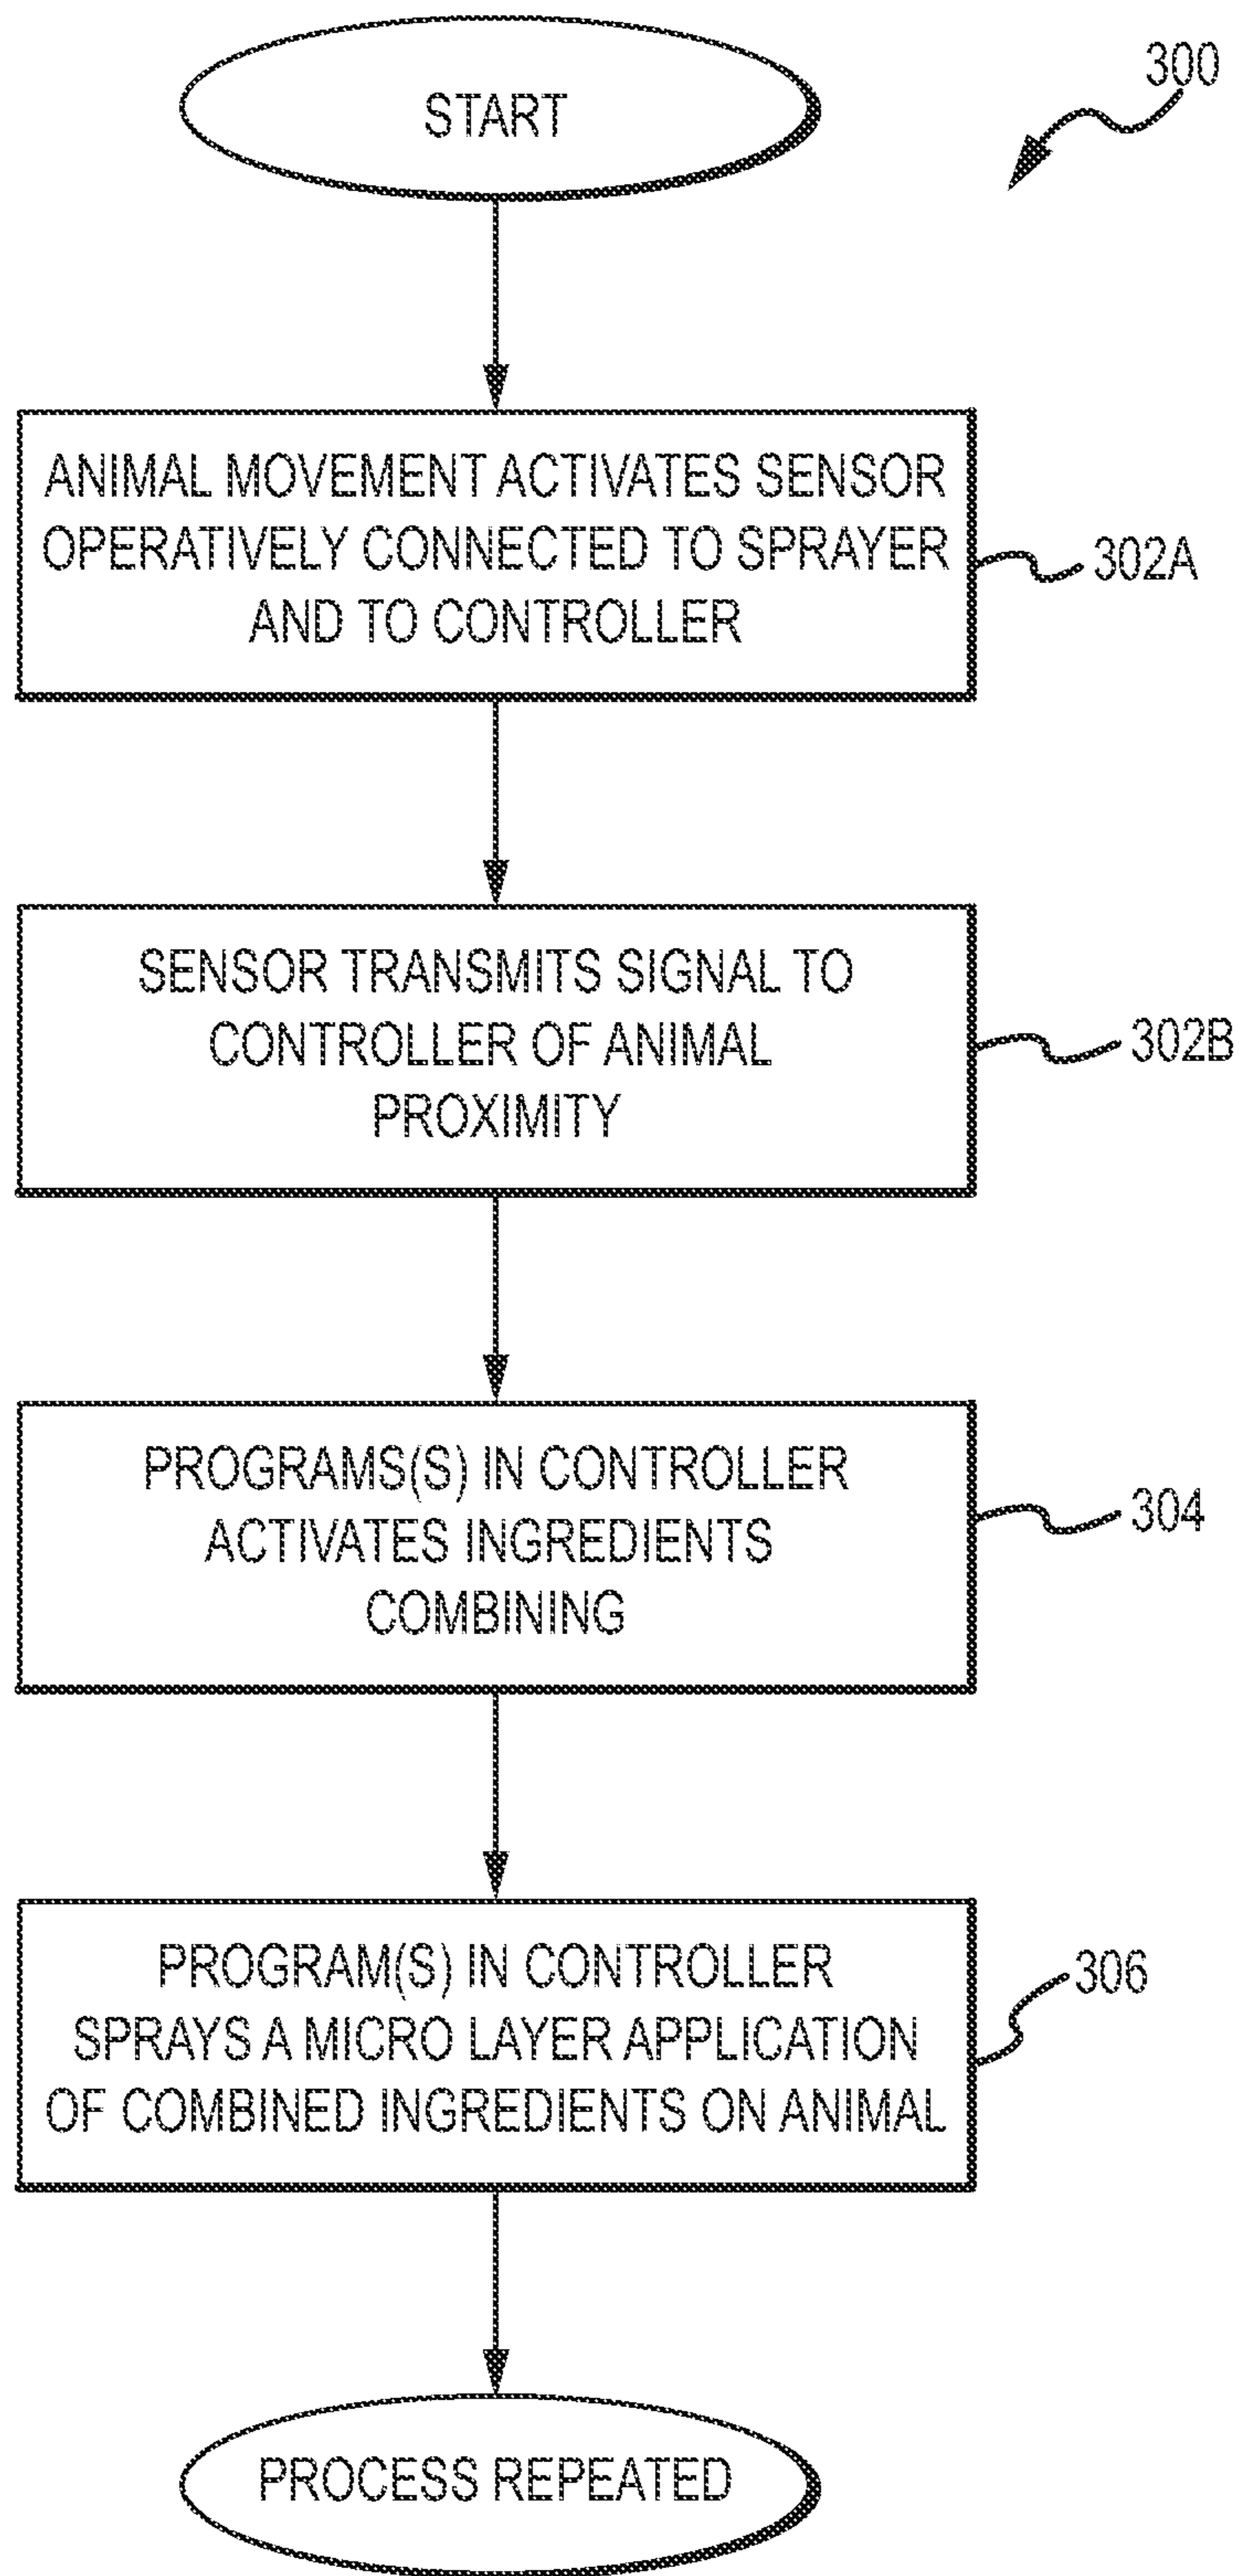 START
300
ANIMAL MOVEMENT ACTIVATES SENSOR
OPERATIVELY CONNECTED TO SPRAYER
AND TO CONTROLLER
302A
SENSOR TRANSMITS SIGNAL TO
CONTROLLER OF ANIMAL
PROXIMITY
302B
PROGRAMS(S) IN CONTROLLER
ACTIVATES INGREDIENTS
COMBINING
304
PROGRAM(S) IN CONTROLLER
SPRAYS A MICRO LAYER APPLICATION
OF COMBINED INGREDIENTS ON ANIMAL
306
PROCESS REPEATED